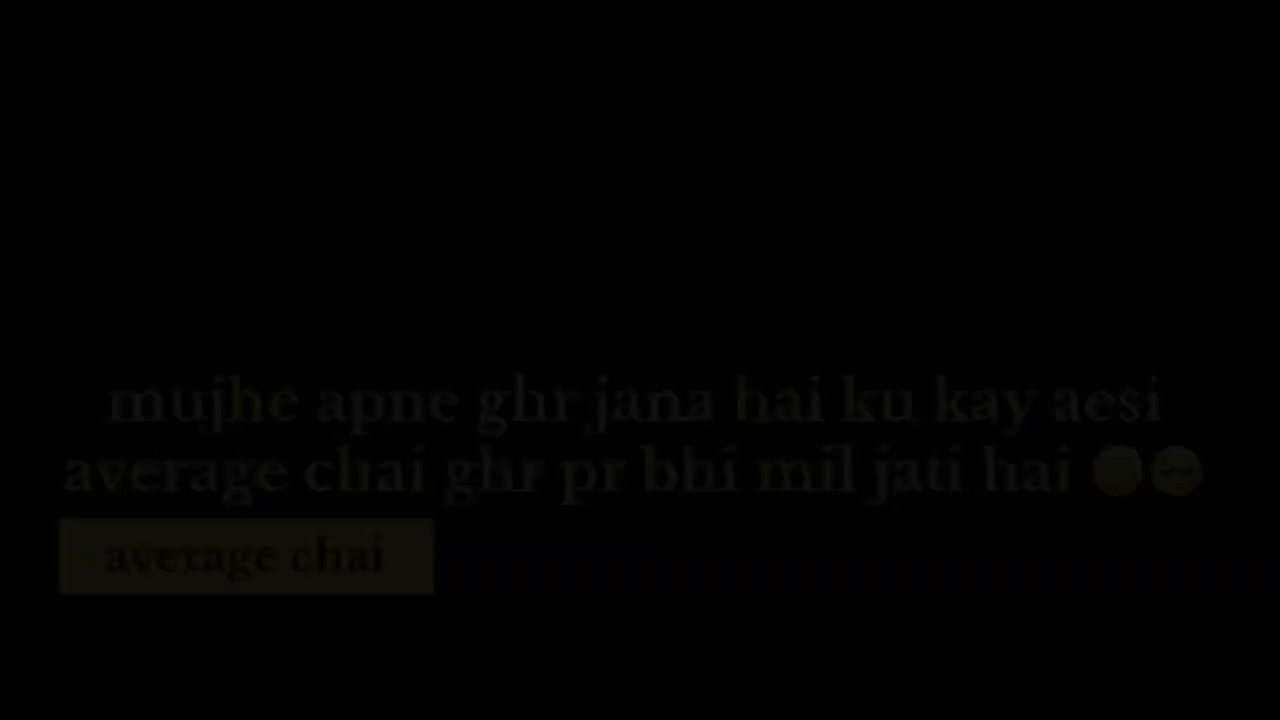 mujhe apne ghr jana hai ku kay aesi
average chai ghr pr bhi mil jati hai
average chai